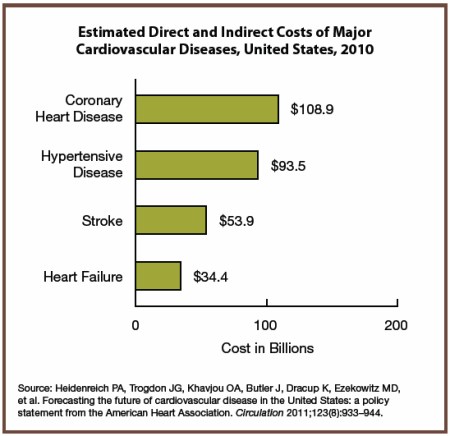 Estimated Direct and Indirect Costs of Major
Cardiovascular Diseases, United States, 2010
Coronary
Heart Disease
$108.9
Hypertensive
Disease
$93.5
Stroke
$53.9
Heart Failure
$34.4
0
100
200
Cost in Billions
Source: Heidenreich PA, Trogdon JG, Khavjou OA, Butler J, Dracup K, Ezekowitz MD,
et al. Forecasting the future of cardiovascular disease in the United States: a policy
statement from the American Heart Association. Circulation 2011;123(8):933–944.